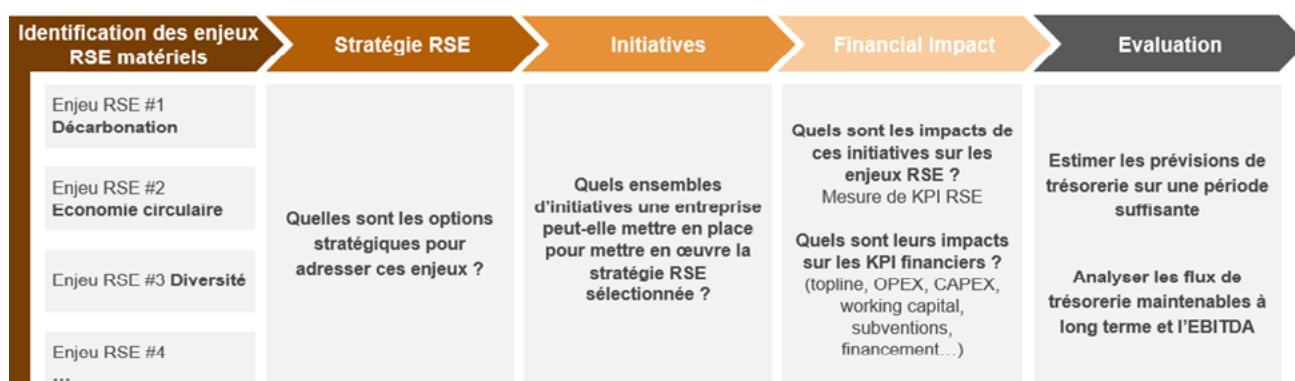 Identification des enjeux
RSE matériels
Stratégie RSE
Initiatives
Financial Impact
Evaluation
Enjeu RSE #1
Décarbonation
Enjeu RSE #2
Economie circulaire
Enjeu RSE #3 Diversité
Enjeu RSE #4
...
Quelles sont les options
stratégiques pour
adresser ces enjeux ?
Quels ensembles
d'initiatives une entreprise
peut-elle mettre en place
pour mettre en œuvre la
stratégie RSE
sélectionnée ?
Quels sont les impacts de
ces initiatives sur les
enjeux RSE ?
Mesure de KPI RSE
Quels sont leurs impacts
sur les KPI financiers ?
(topline, OPEX, CAPEX,
working capital,
subventions,
financement…)
Estimer les prévisions de
trésorerie sur une période
suffisante
Analyser les flux de
trésorerie maintenables à
long terme et l'EBITDA